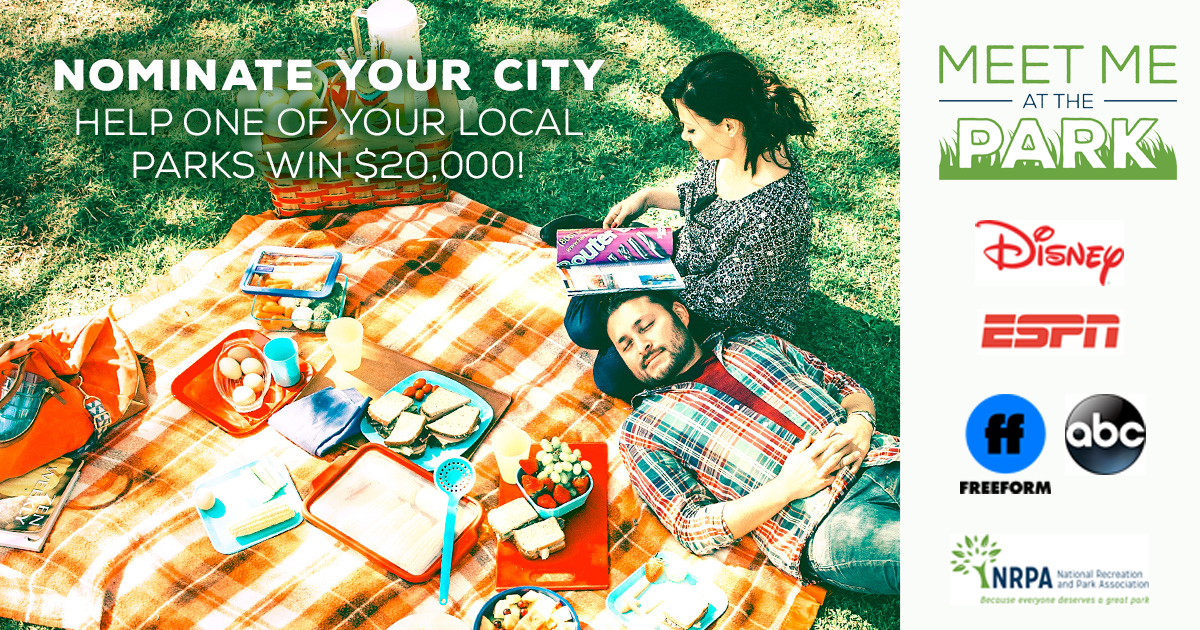 NOMINATE YOUR CITY
HELP ONE OF YOUR LOCAL
PARKS WIN $20,000!
MEET ME
AT THE
PARK
Disney
ESPN
ff
abc
FREEFORM
NRPA National Recreation
and Park Association
Because everyone deserves a great park